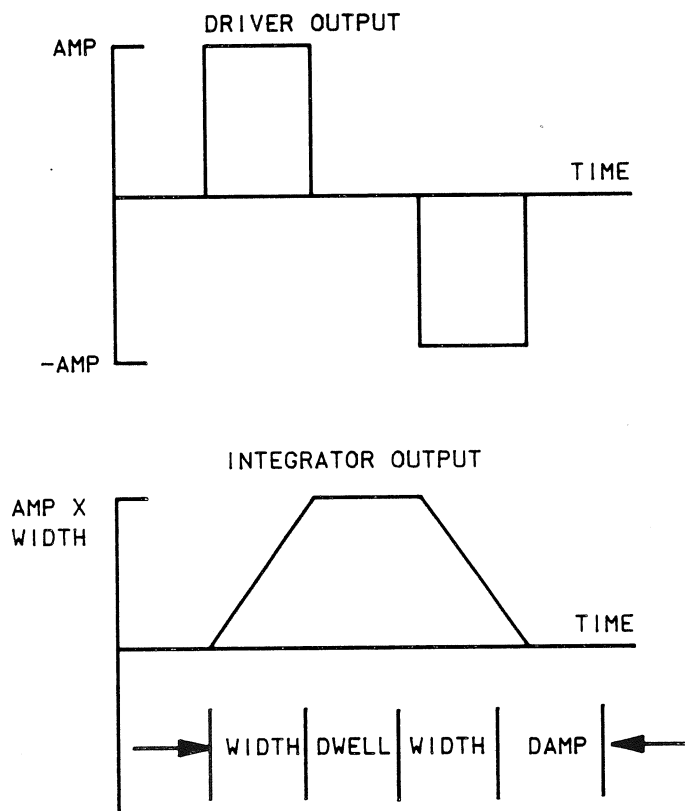 DRIVER OUTPUT
AMP
TIME
-AMP
INTEGRATOR OUTPUT
AMP X
WIDTH
TIME
WIDTH DWELL WIDTH DAMP